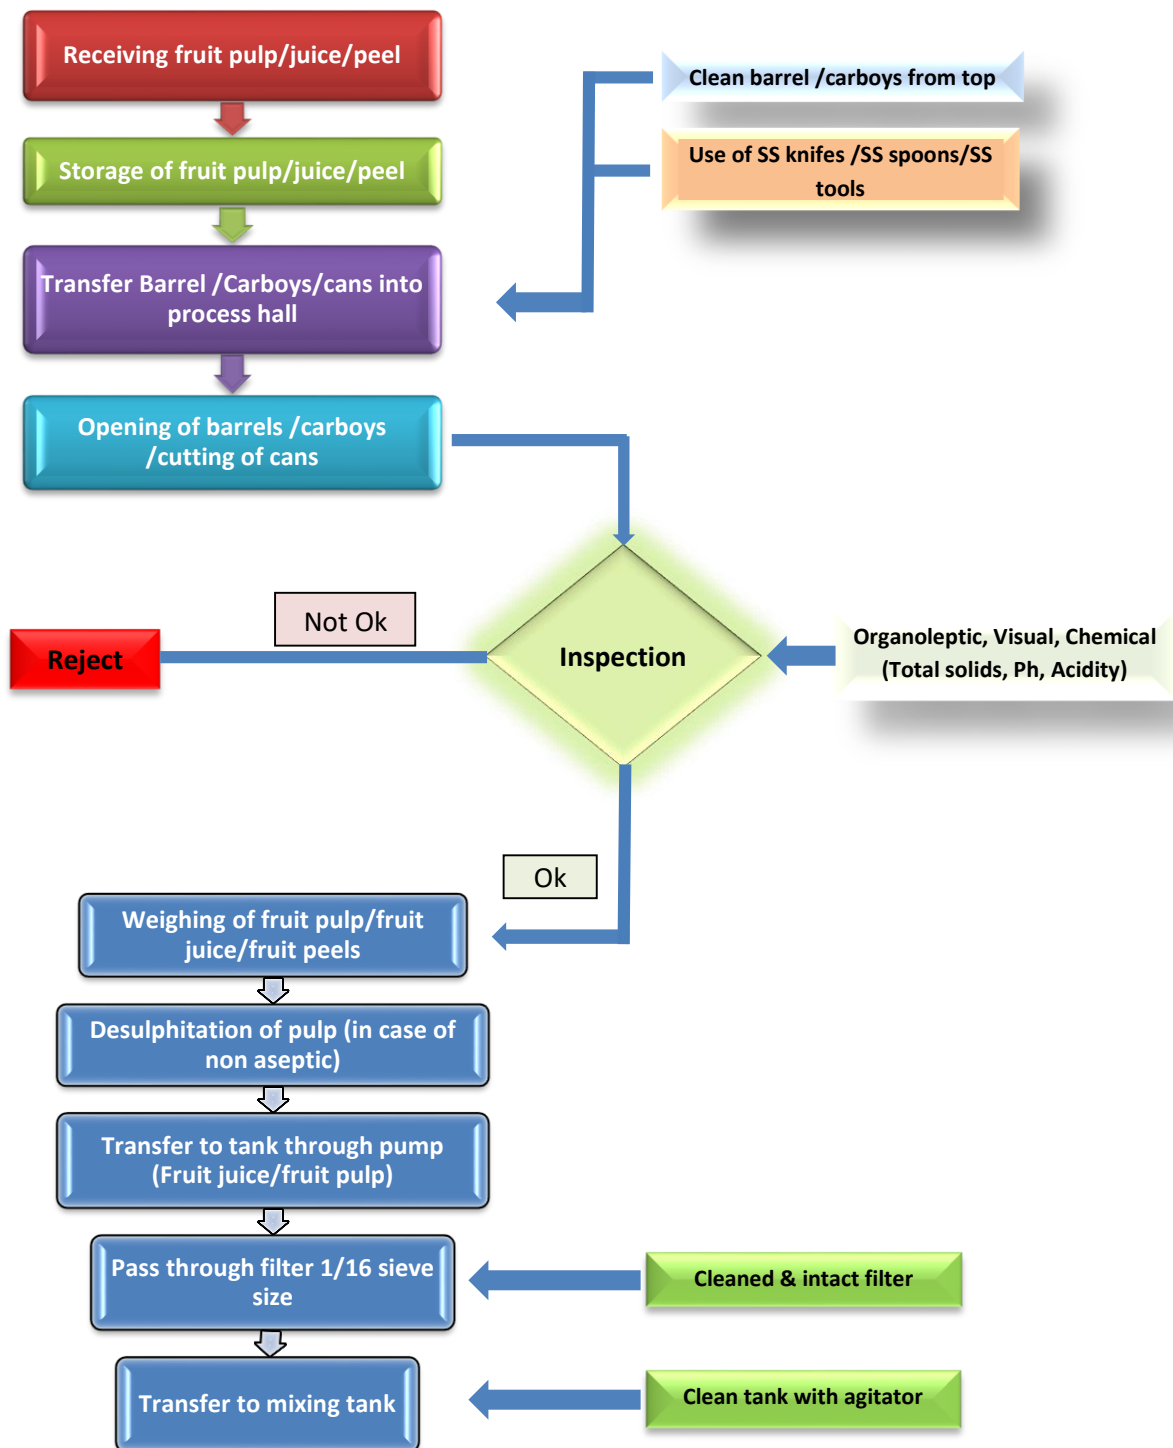 Receiving fruit pulp/juice/peel
Clean barrel /carboys from top
Storage of fruit pulp/juice/peel
Use of SS knifes /SS spoons/SS
tools
Transfer Barrel /Carboys/cans into
process hall
Opening of barrels /carboys
/cutting of cans
Not Ok
Reject
Inspection
Organoleptic, Visual, Chemical
(Total solids, Ph, Acidity)
Ok
Weighing of fruit pulp/fruit
juice/fruit peels
Desulphitation of pulp (in case of
non aseptic)
Transfer to tank through pump
(Fruit juice/fruit pulp)
Pass through filter 1/16 sieve
size
Cleaned & intact filter
Transfer to mixing tank
Clean tank with agitator